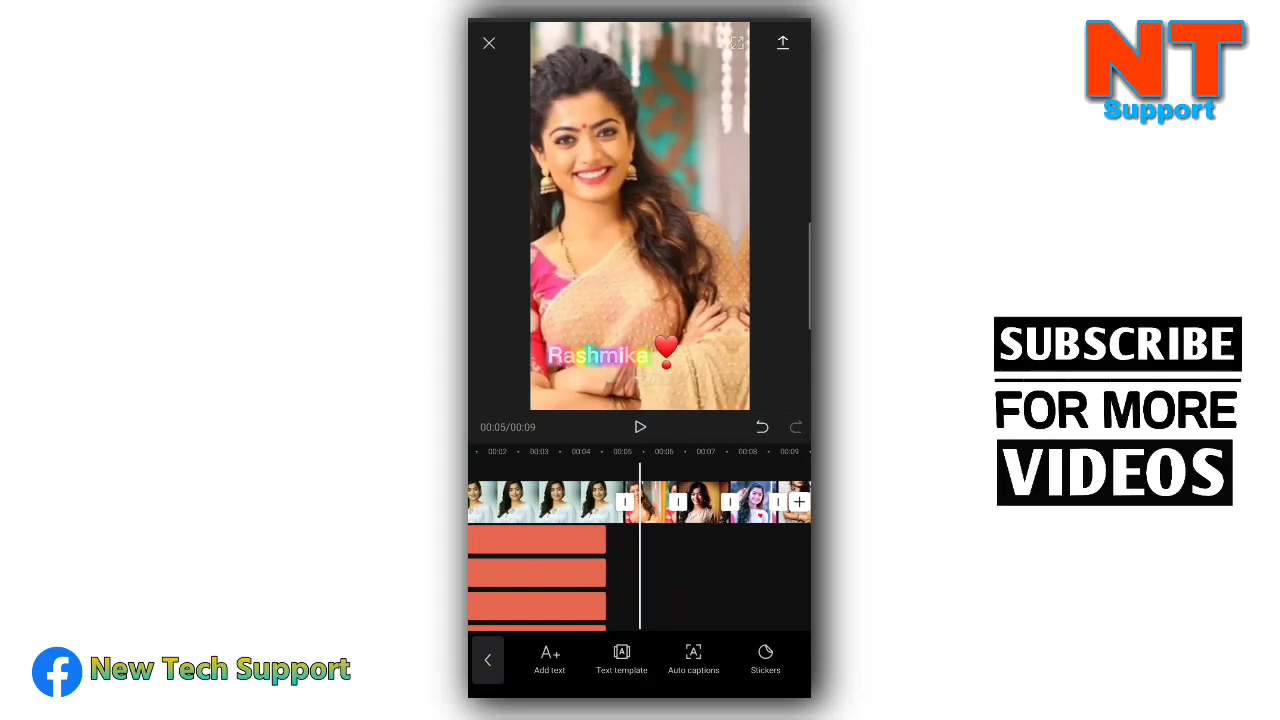 NT
Support
Rashmika❣️
00:05/00:09
00:02 00:03 00:04 00:05 00:06 00:07 00:08 00:09
SUBSCRIBE
FOR MORE
VIDEOS
A+ A A
Add text Text template Auto captions Stickers
New Tech Support